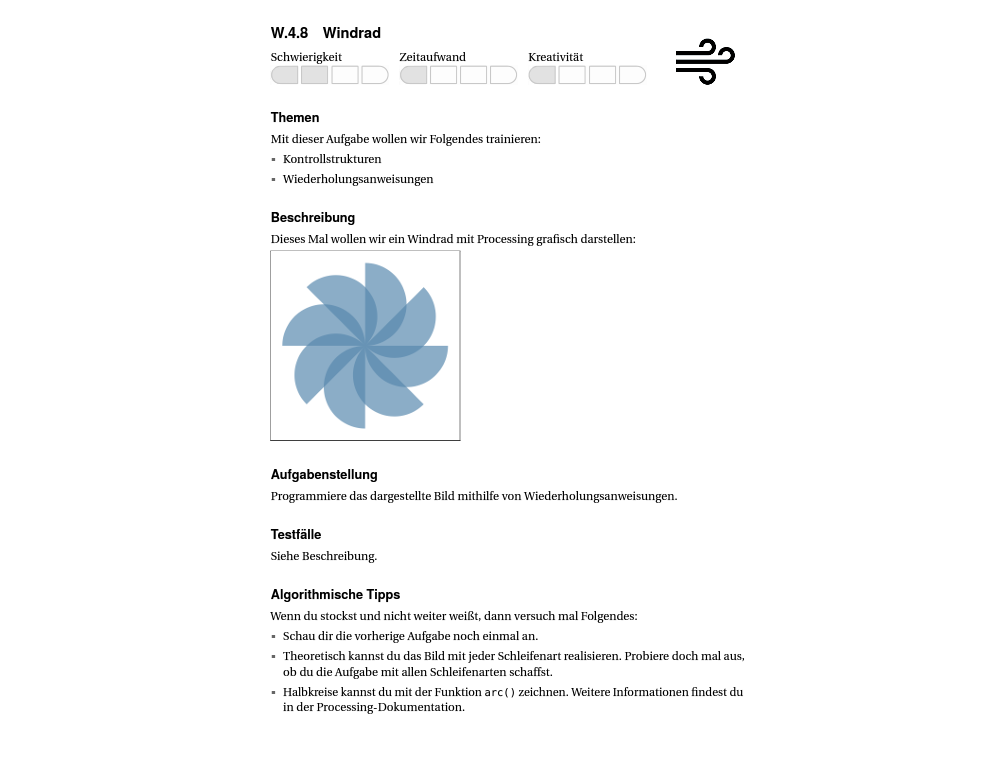 W.4.8 Windrad
Schwierigkeit Zeitaufwand Kreativität
Themen
Mit dieser Aufgabe wollen wir Folgendes trainieren:
▪ Kontrollstrukturen
▪ Wiederholungsanweisungen
Beschreibung
Dieses Mal wollen wir ein Windrad mit Processing grafisch darstellen:
Aufgabenstellung
Programmiere das dargestellte Bild mithilfe von Wiederholungsanweisungen.
Testfälle
Siehe Beschreibung.
Algorithmische Tipps
Wenn du stockst und nicht weiter weißt, dann versuch mal Folgendes:
▪ Schau dir die vorherige Aufgabe noch einmal an.
▪ Theoretisch kannst du das Bild mit jeder Schleifenart realisieren. Probiere doch mal aus,
ob du die Aufgabe mit allen Schleifenarten schaffst.
▪ Halbkreise kannst du mit der Funktion arc() zeichnen. Weitere Informationen findest du
in der Processing-Dokumentation.